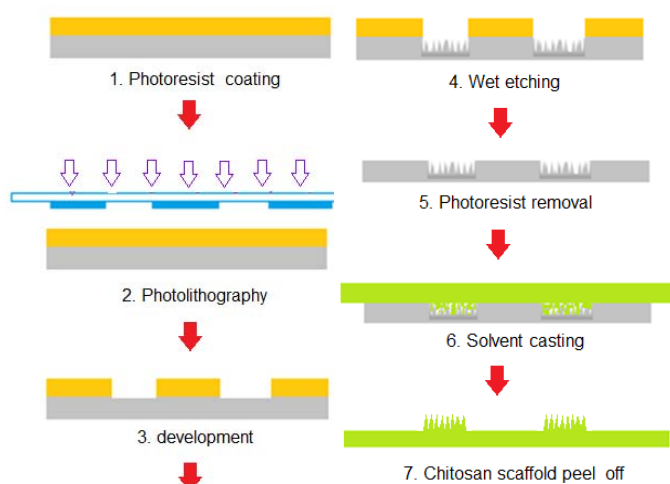 1. Photoresist coating
2. Photolithography
3. development
4. Wet etching
5. Photoresist removal
6. Solvent casting
7. Chitosan scaffold peel off